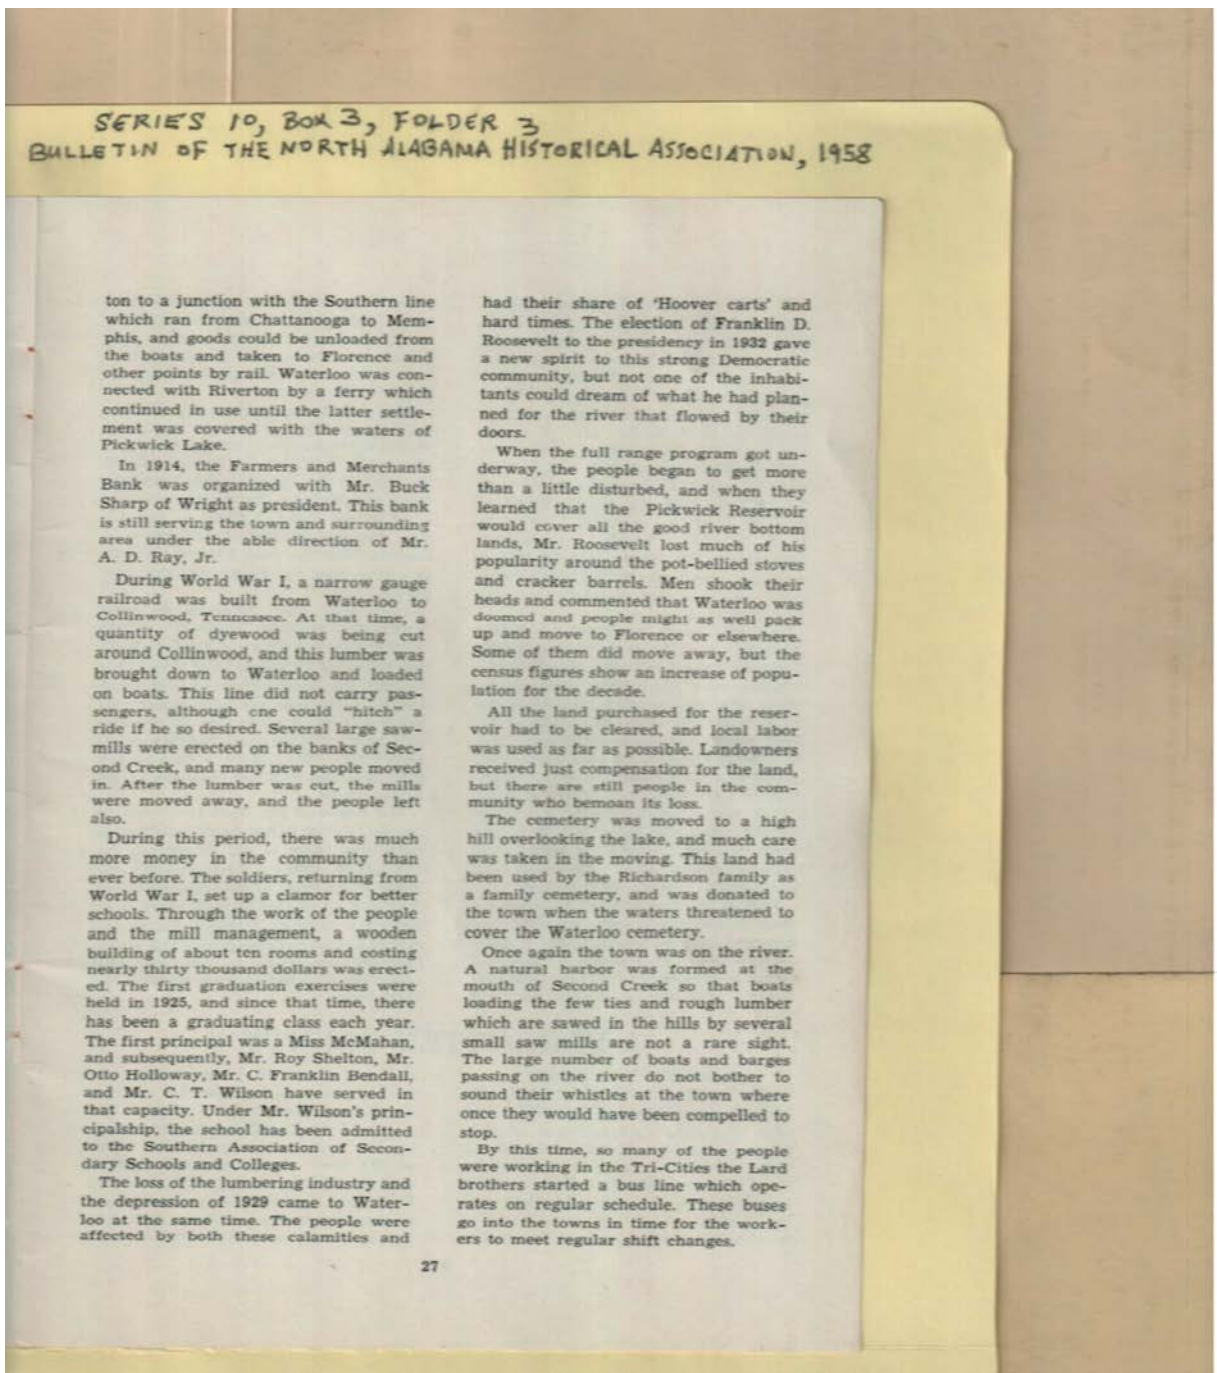 SERIES 10, BOX 3, FOLDER 3
BULLETIN OF THE NORTH ALABAMA HISTORICAL ASSOCIATION, 1958
ton to a junction with the Southern line
which ran from Chattanooga to Mem-
phis, and goods could be unloaded from
the boats and taken to Florence and
other points by rail. Waterloo was con-
nected with Riverton by a ferry which
continued in use until the latter settle-
ment was covered with the waters of
Pickwick Lake.
In 1914, the Farmers and Merchants
Bank was organized with Mr. Buck
Sharp of Wright as president. This bank
is still serving the town and surrounding
area under the able direction of Mr.
A. D. Ray, Jr.
During World War I, a narrow gauge
railroad was built from Waterloo to
Collinwood, Tennessee. At that time, a
quantity of dyewood was being cut
around Collinwood, and this lumber was
brought down to Waterloo and loaded
on boats. This line did not carry pas-
sengers, although one could "hitch" a
ride if he so desired. Several large saw-
mills were erected on the banks of Sec-
ond Creek, and many new people moved
in. After the lumber was cut, the mills
were moved away, and the people left
also.
During this period, there was much
more money in the community than
ever before. The soldiers, returning from
World War I, set up a clamor for better
schools. Through the work of the people
and the mill management, a wooden
building of about ten rooms and costing
nearly thirty thousand dollars was erect-
ed. The first graduation exercises were
held in 1925, and since that time, there
has been a graduating class each year.
The first principal was a Miss McMahan,
and subsequently, Mr. Roy Shelton, Mr.
Otto Holloway, Mr. C. Franklin Bendall,
and Mr. C. T. Wilson have served in
that capacity. Under Mr. Wilson's prin-
cipalship, the school has been admitted
to the Southern Association of Secon-
dary Schools and Colleges.
The loss of the lumbering industry and
the depression of 1929 came to Water-
loo at the same time. The people were
affected by both these calamities and
had their share of 'Hoover carts' and
hard times. The election of Franklin D.
Roosevelt to the presidency in 1932 gave
a new spirit to this strong Democratic
community, but not one of the inhabi-
tants could dream of what he had plan-
ned for the river that flowed by their
doors.
When the full range program got un-
derway, the people began to get more
than a little disturbed, and when they
learned that the Pickwick Reservoir
would cover all the good river bottom
lands, Mr. Roosevelt lost much of his
popularity around the pot-bellied stoves
and cracker barrels. Men shook their
heads and commented that Waterloo was
doomed and people might as well pack
up and move to Florence or elsewhere.
Some of them did move away, but the
census figures show an increase of popu-
lation for the decade.
All the land purchased for the reser-
voir had to be cleared, and local labor
was used as far as possible. Landowners
received just compensation for the land,
but there are still people in the com-
munity who bemoan its loss.
The cemetery was moved to a high
hill overlooking the lake, and much care
was taken in the moving. This land had
been used by the Richardson family as
a family cemetery, and was donated to
the town when the waters threatened to
cover the Waterloo cemetery.
Once again the town was on the river.
A natural harbor was formed at the
mouth of Second Creek so that boats
loading the few ties and rough lumber
which are sawed in the hills by several
small saw mills are not a rare sight.
The large number of boats and barges
passing on the river do not bother to
sound their whistles at the town where
once they would have been compelled to
stop.
By this time, so many of the people
were working in the Tri-Cities the Lard
brothers started a bus line which ope-
rates on regular schedule. These buses
go into the towns in time for the work-
ers to meet regular shift changes.
27